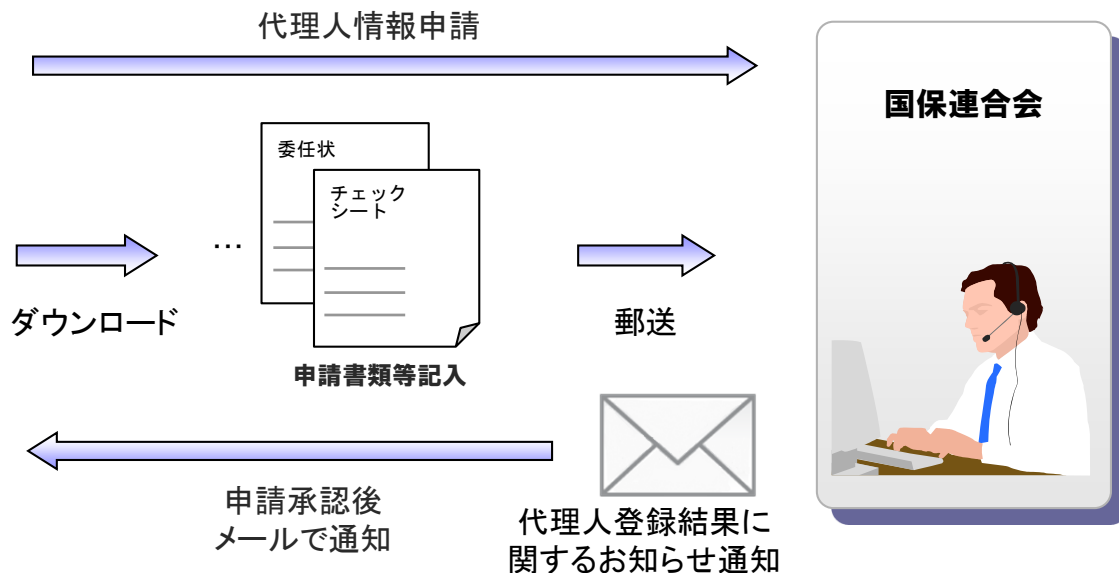 代理人情報申請
国保連合会
委任状
チェック
シート
…
ダウンロード
郵送
申請書類等記入
申請承認後
メールで通知
代理人登録結果に
関するお知らせ通知